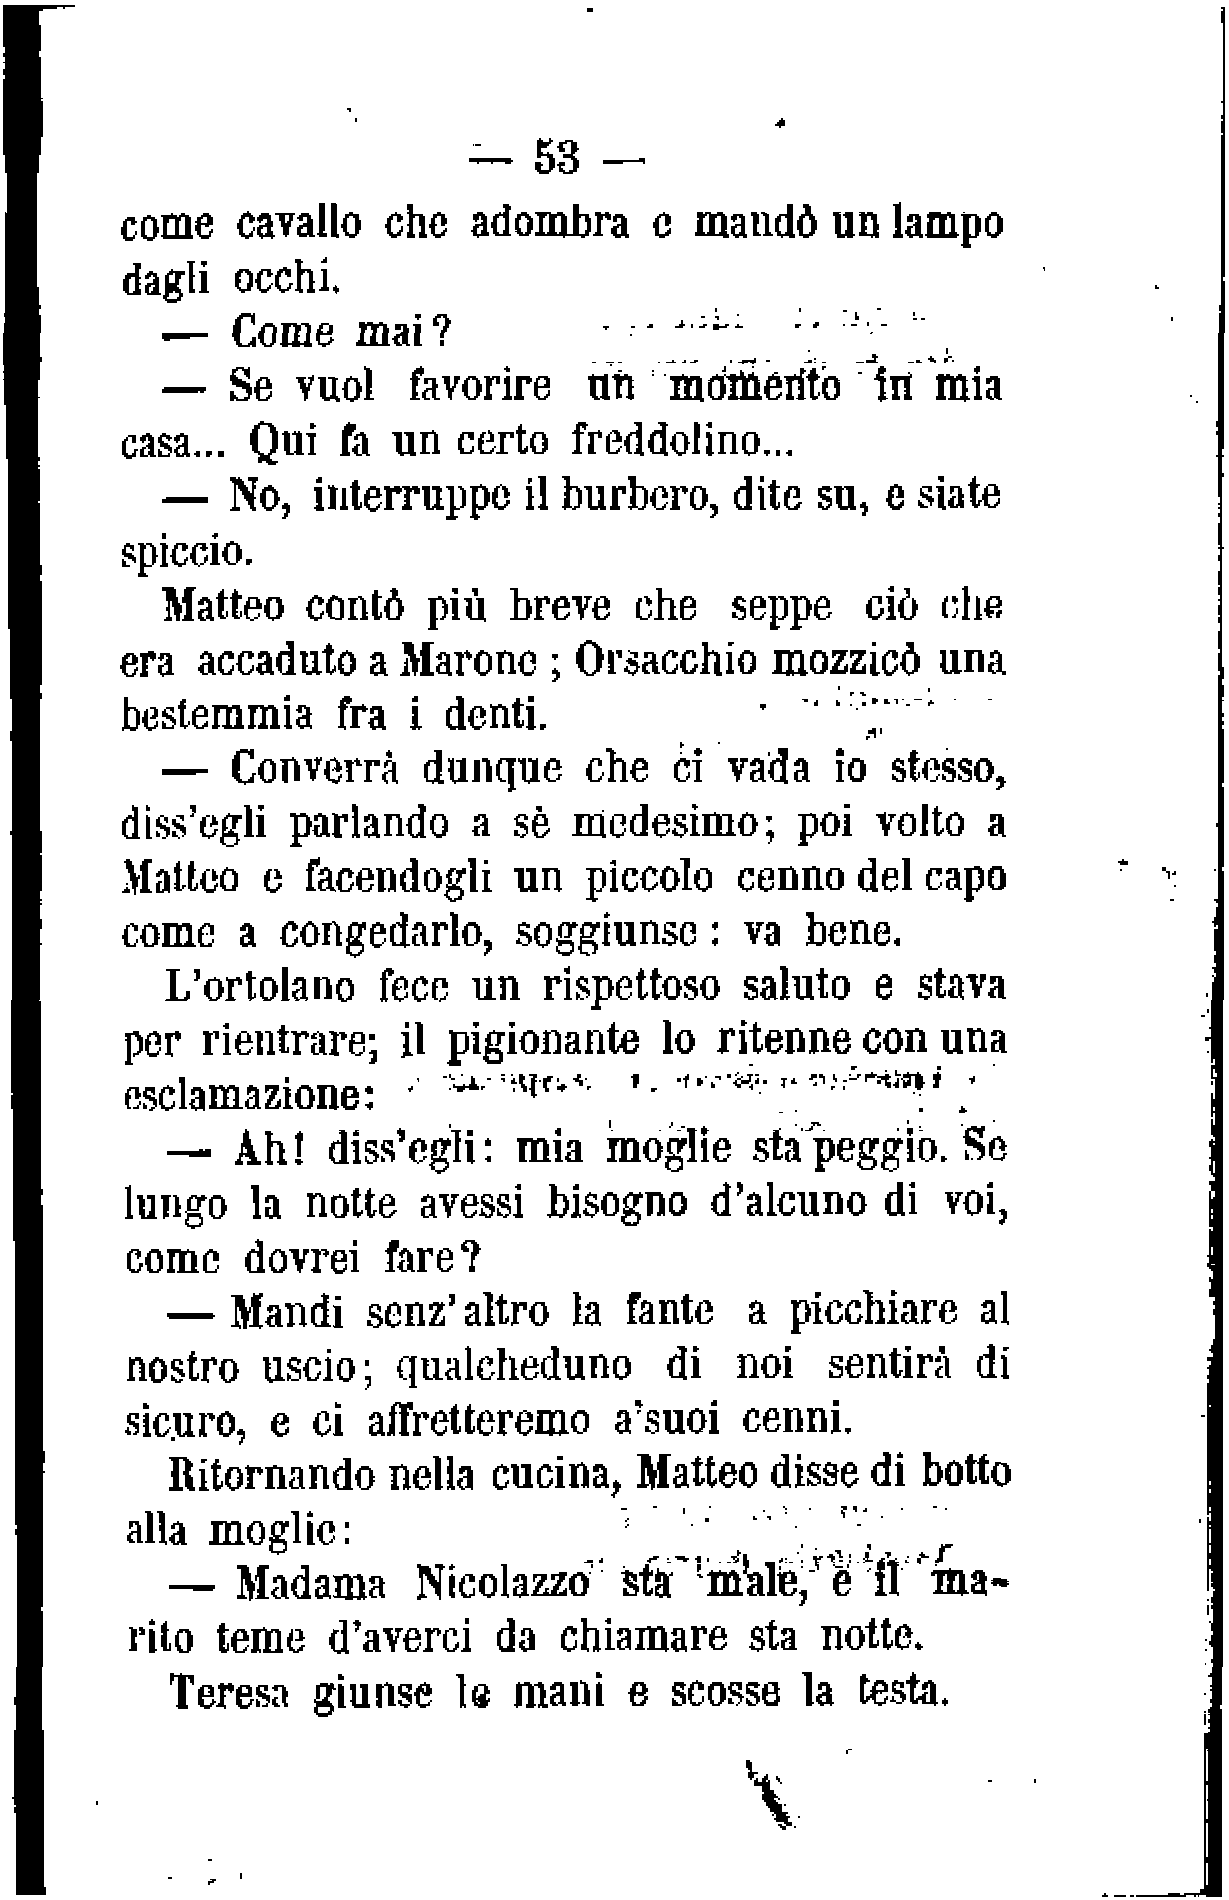 — 53 —
come cavallo che adombra e mandò un lampo
dagli occhi.
— Come mai?
— Se vuol favorire un momento in mia
casa... Qui fa un certo freddolino...
— No, interruppe il burbero, dite su, e siate
spiccio.
Matteo contò più breve che seppe ciò che
era accaduto a Marone ; Orsacchio mozzicò una
bestemmia fra i denti.
— Converrà dunque che ci vada io stesso,
diss'egli parlando a sè medesimo; poi volto a
Matteo e facendogli un piccolo cenno del capo
come a congedarlo, soggiunse : va bene.
L'ortolano fece un rispettoso saluto e stava
per rientrare; il pigionante lo ritenne con una
esclamazione:
— Ah! diss'egli: mia moglie sta peggio. Se
lungo la notte avessi bisogno d'alcuno di voi,
come dovrei fare?
— Mandi senz'altro la fante a picchiare al
nostro uscio; qualcheduno di noi sentirà di
sicuro, e ci affretteremo a'suoi cenni.
Ritornando nella cucina, Matteo disse di botto
alla moglie:
— Madama Nicolazzo sta male, e il ma-
rito teme d'averci da chiamare sta notte.
Teresa giunse le mani e scosse la testa.